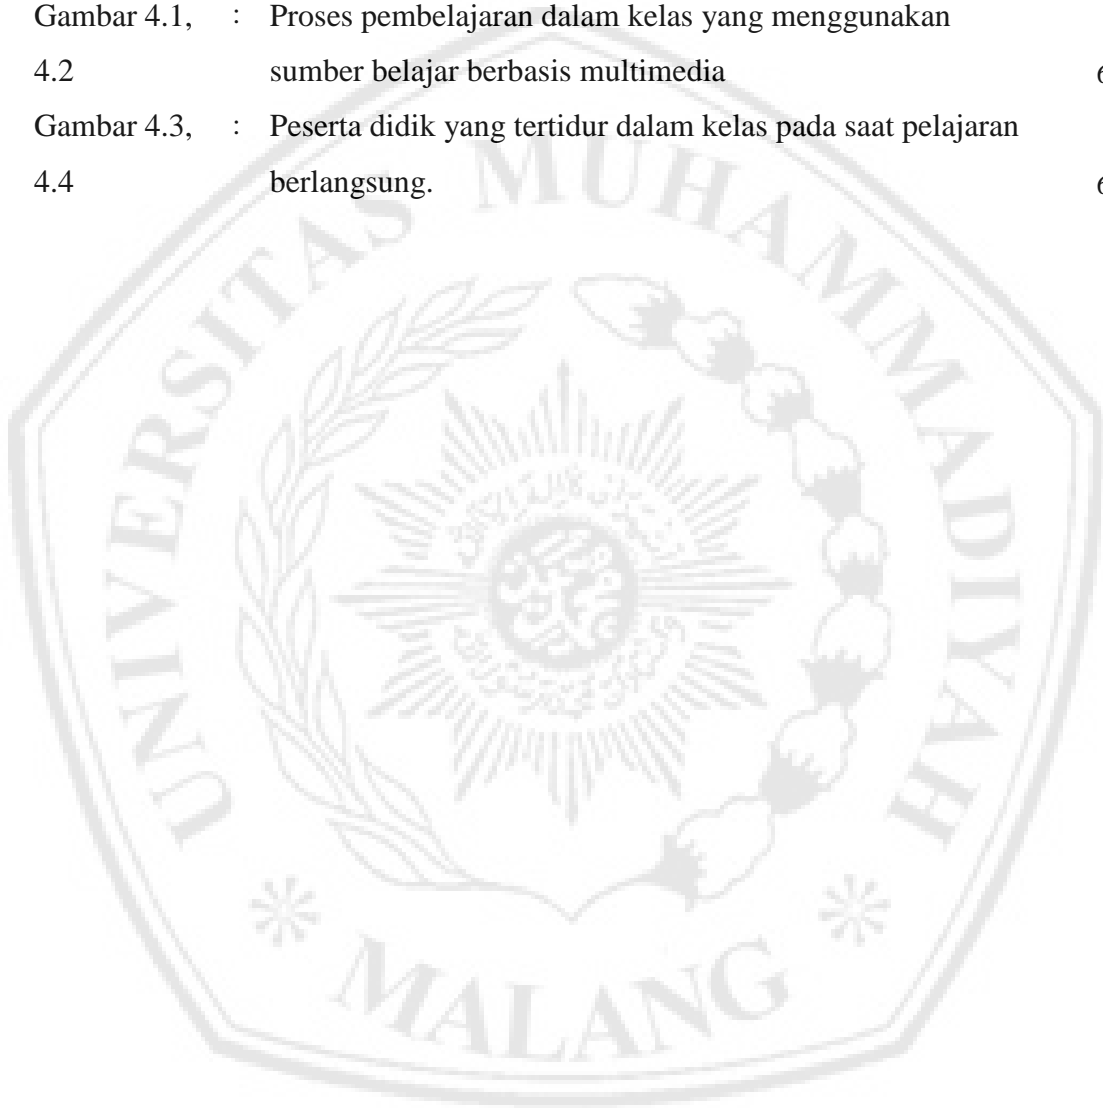 Gambar 4.1, : Proses pembelajaran dalam kelas yang menggunakan
4.2 sumber belajar berbasis multimedia
Gambar 4.3, : Peserta didik yang tertidur dalam kelas pada saat pelajaran
4.4 berlangsung.
UNIVERSITAS MUHAMMADIYAH
MALANG